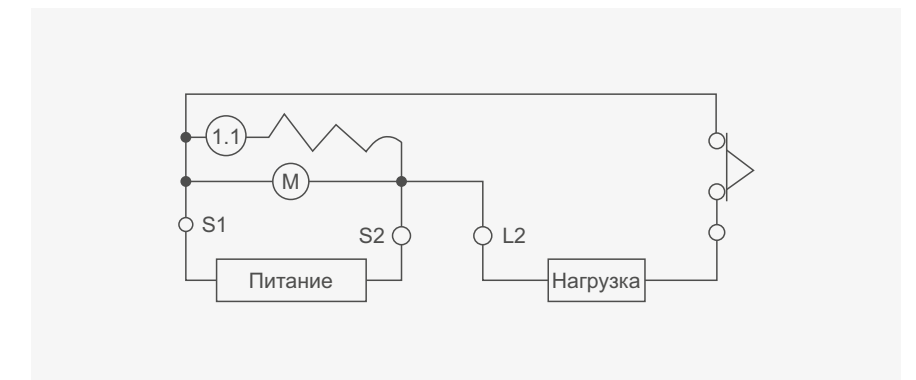 1.1
M
S1
S2
L2
Питание
Нагрузка